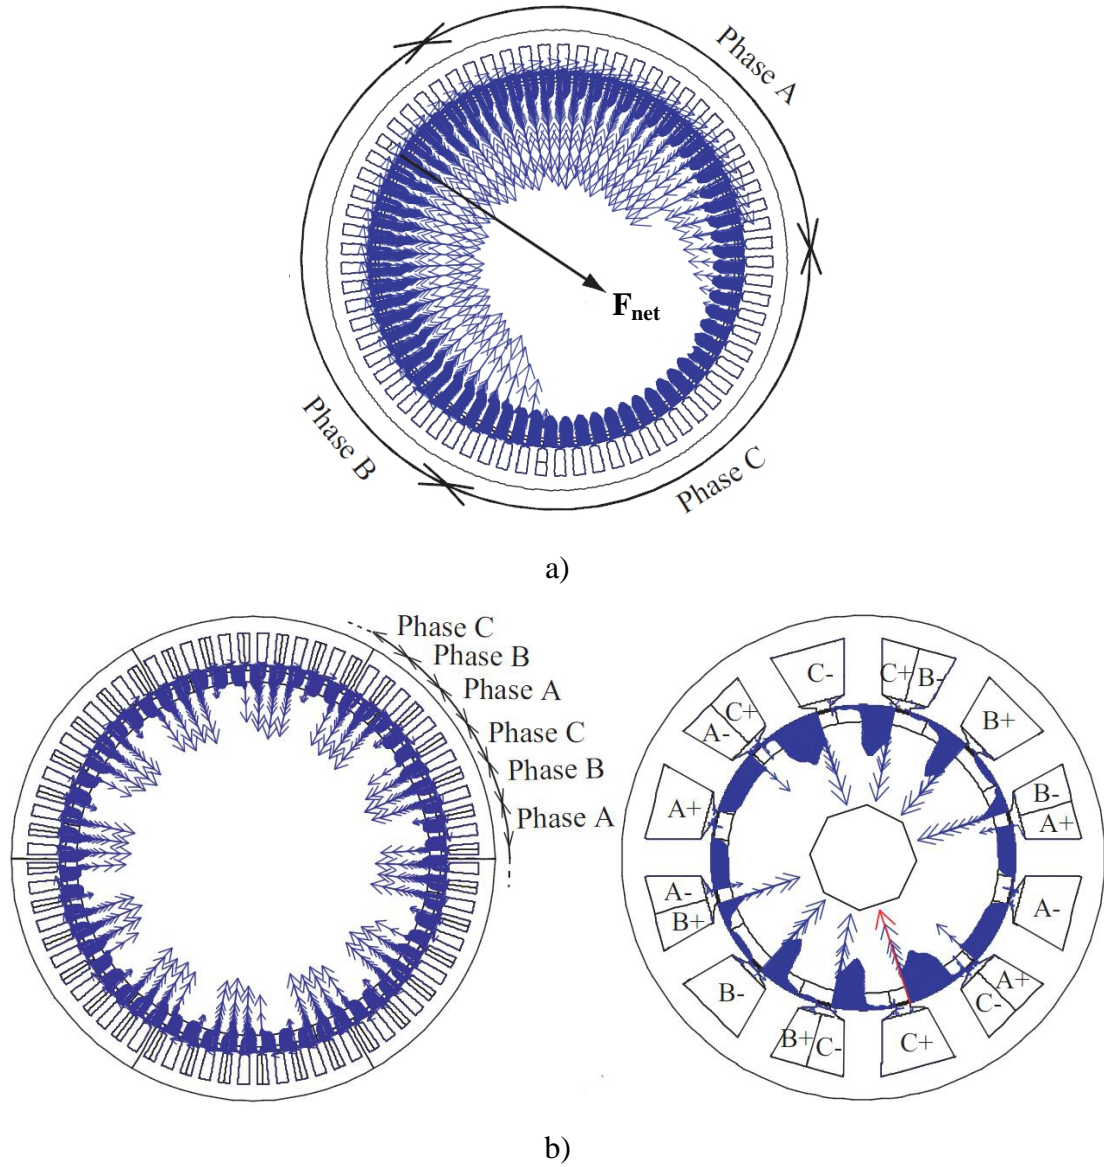 Phase A
F_net
Phase B
Phase C
a)
Phase C
Phase B
Phase A
Phase C
Phase B
Phase A
C-
C+ B-
A- C+
B+
A+
B-
A+
A-
B+
A-
B-
A+
C-
B+ C-
C+
b)